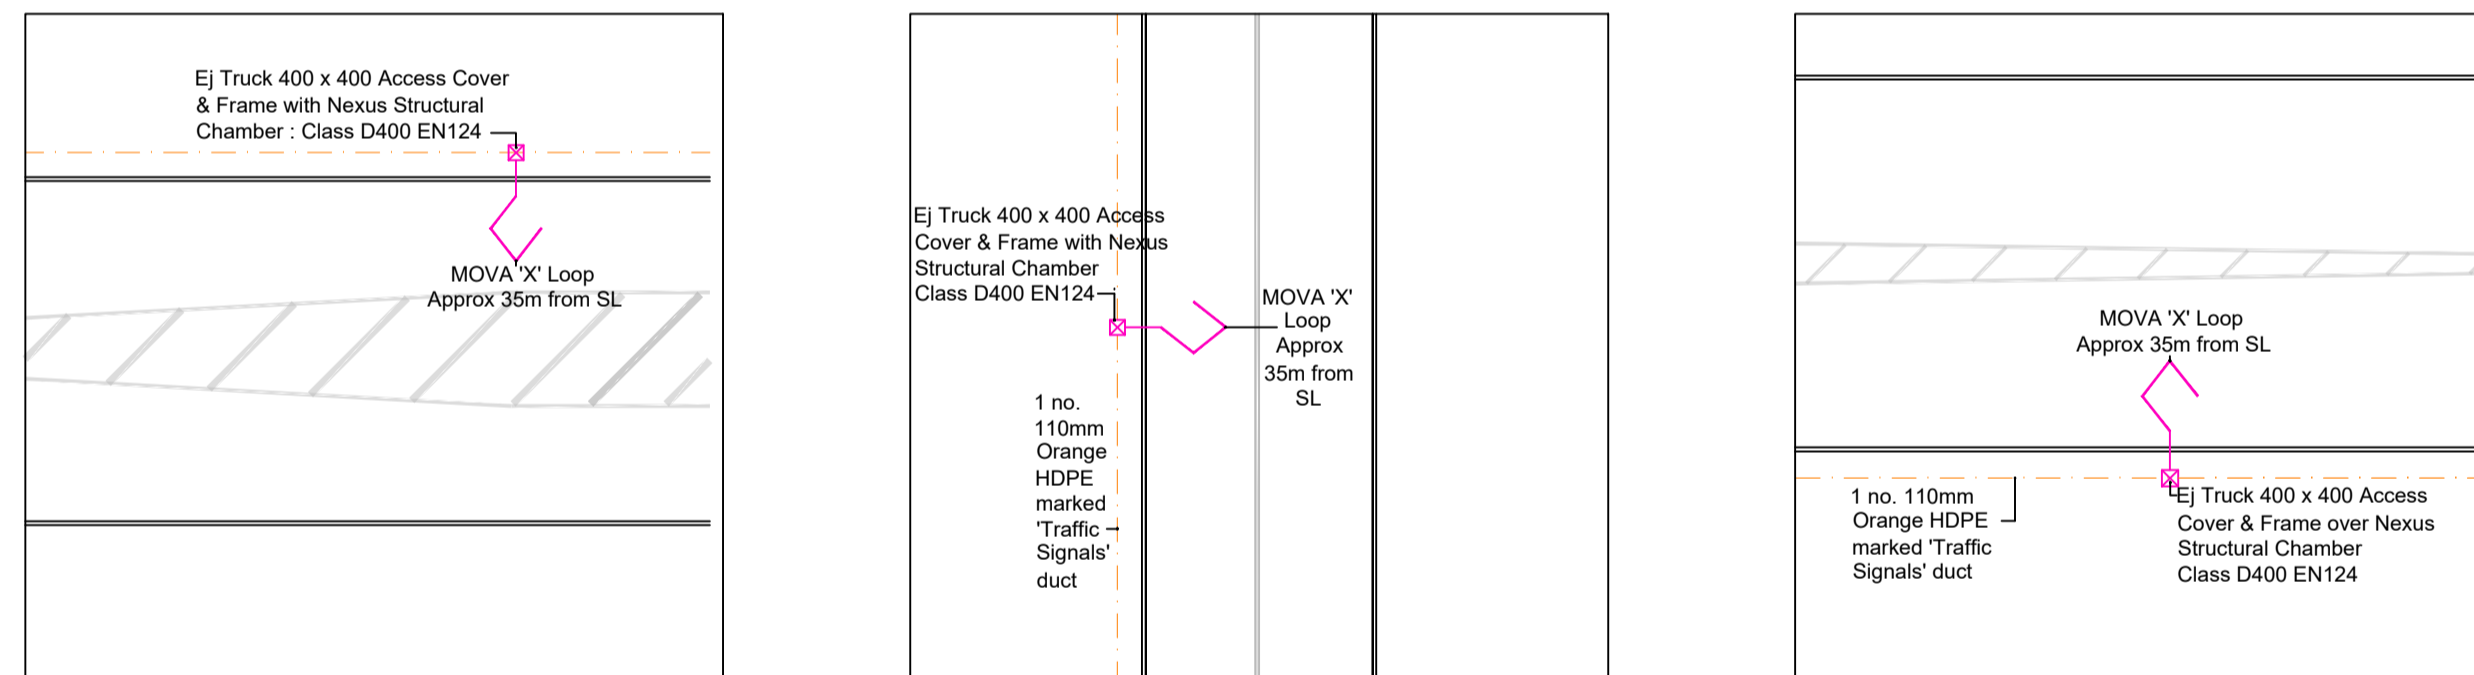 Ej Truck 400 x 400 Access Cover
& Frame with Nexus Structural
Chamber : Class D400 EN124
MOVA 'X' Loop
Approx 35m from SL
Ej Truck 400 x 400 Access
Cover & Frame with Nexus
Structural Chamber
Class D400 EN124
MOVA 'X'
Loop
Approx
35m from
SL
1 no.
110mm
Orange
HDPE
marked
'Traffic
Signals'
duct
MOVA 'X' Loop
Approx 35m from SL
1 no. 110mm
Orange HDPE
marked 'Traffic
Signals' duct
Ej Truck 400 x 400 Access
Cover & Frame over Nexus
Structural Chamber
Class D400 EN124